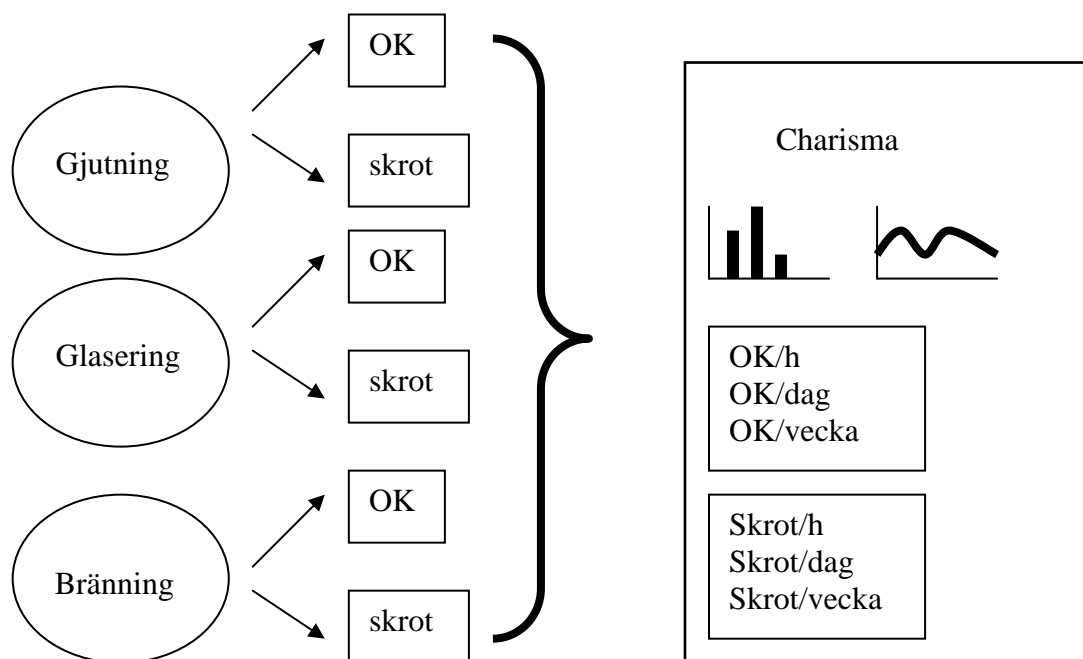 OK
Gjutning
skrot
OK
Glasering
skrot
OK
Bränning
skrot
Charisma
OK/h
OK/dag
OK/vecka
Skrot/h
Skrot/dag
Skrot/vecka